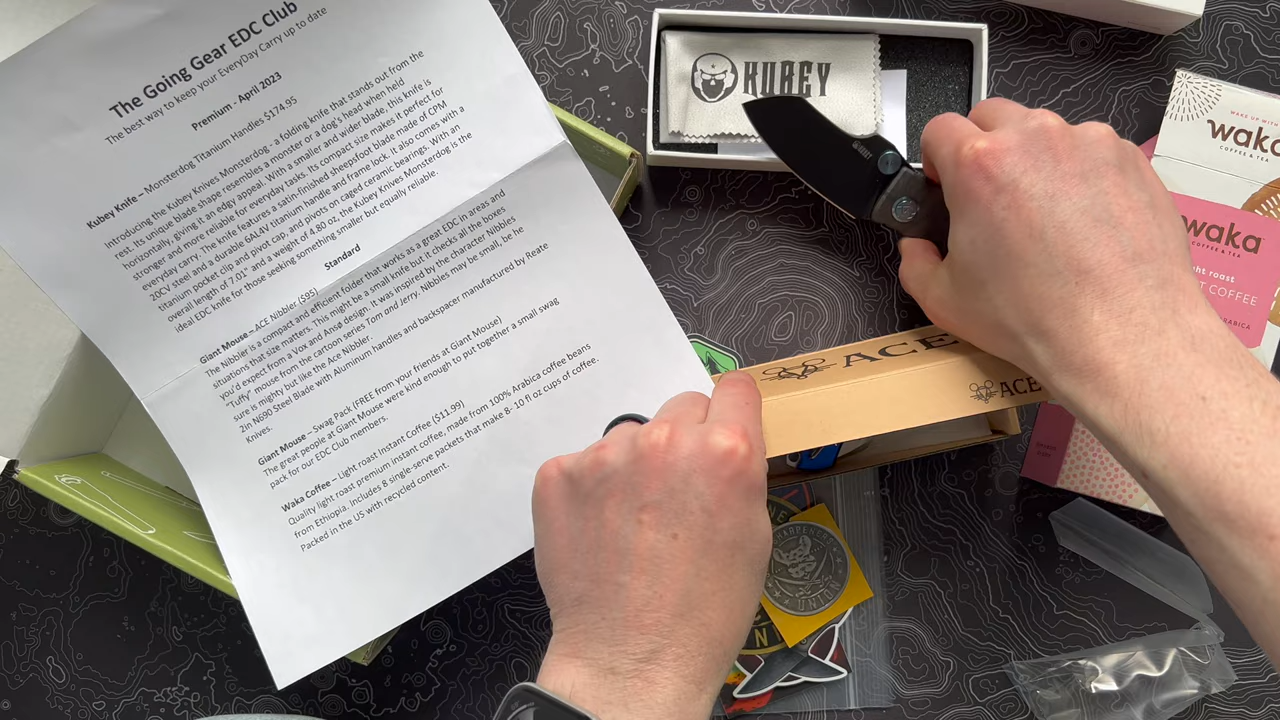 The Going Gear EDC Club
The best way to keep your EveryDay Carry up to date
Premium - April 2023
Kubey Knife – Monsterdog Titanium Handles $174.95
Introducing the Kubey Knives Monsterdog - a folding knife that stands out from the
rest. Its unique blade shape resembles a monster or a dog's head when held
horizontally, giving it an edgy appeal. With a smaller and wider blade, this knife is
stronger and more reliable for everyday tasks. Its compact size makes it perfect for
everyday carry. The knife features a satin-finished sheepsfoot blade made of CPM
20CV steel and a durable 6AL4V titanium handle and frame lock. It also comes with a
titanium pocket clip and pivot cap, and pivots on caged ceramic bearings. With an
overall length of 7.01" and a weight of 4.80 oz, the Kubey Knives Monsterdog is the
ideal EDC knife for those seeking something smaller but equally reliable.
Standard
Giant Mouse – ACE Nibbler ($95)
The Nibbler is a compact and efficient folder that works as a great EDC in areas and
situations that size matters. This might be a small knife but it checks all the boxes
you'd expect from a Vox and Ansø design. It was inspired by the character Nibbles
"Tuffy" mouse from the cartoon series Tom and Jerry. Nibbles may be small, be he
sure is mighty but like the Ace Nibbler.
2in N690 Steel Blade with Aluminum handles and backspacer manufactured by Reate
Knives.
Giant Mouse – Swag Pack (FREE from your friends at Giant Mouse)
The great people at Giant Mouse were kind enough to put together a small swag
pack for our EDC Club members.
Waka Coffee – Light roast Instant Coffee ($11.99)
Quality light roast premium instant coffee, made from 100% Arabica coffee beans
from Ethiopia. Includes 8 single-serve packets that make 8- 10 fl oz cups of coffee.
Packed in the US with recycled content.
KUBEY
WAKE UP WITH
waka
COFFEE & TEA
waka
COFFEE & TEA
ght roast
T COFFEE
ARABICA
ACE
ACE
CARPENTER
UNION